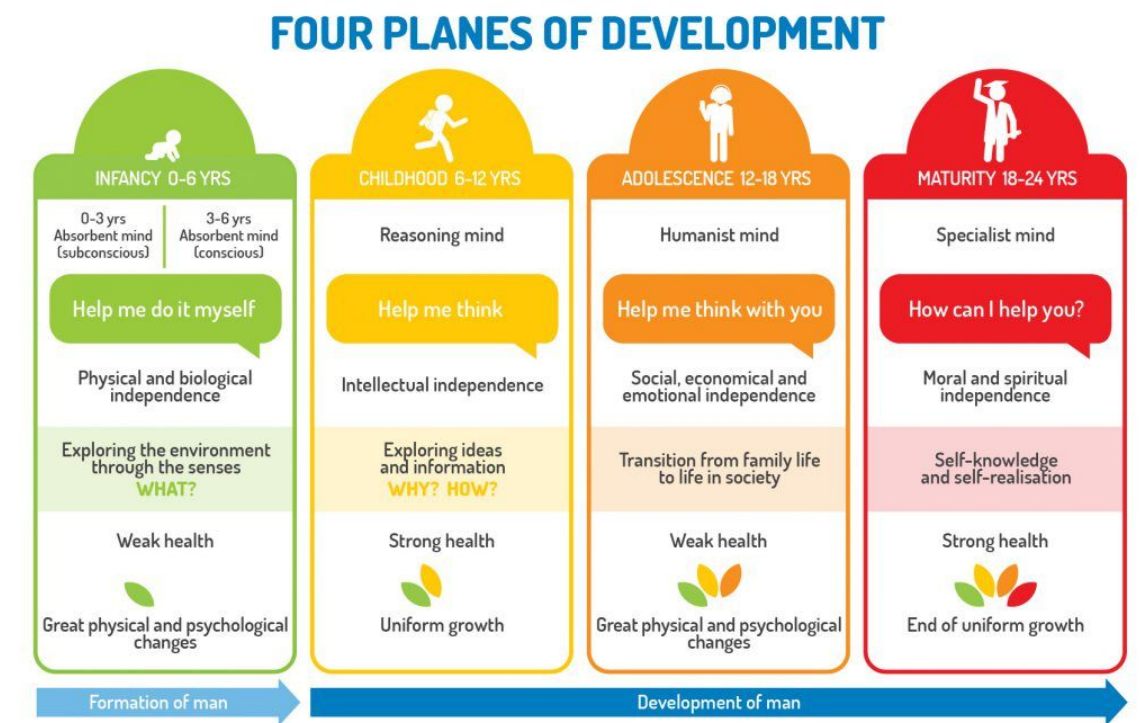 FOUR PLANES OF DEVELOPMENT
INFANCY 0-6 YRS
0-3 yrs
Absorbent mind
(subconscious)
3-6 yrs
Absorbent mind
(conscious)
Help me do it myself
Physical and biological
independence
Exploring the environment
through the senses
WHAT?
Weak health
Great physical and psychological
changes
CHILDHOOD 6-12 YRS
Reasoning mind
Help me think
Intellectual independence
Exploring ideas
and information
WHY? HOW?
Strong health
Uniform growth
ADOLESCENCE 12-18 YRS
Humanist mind
Help me think with you
Social, economical and
emotional independence
Transition from family life
to life in society
Weak health
Great physical and psychological
changes
MATURITY 18-24 YRS
Specialist mind
How can I help you?
Moral and spiritual
independence
Self-knowledge
and self-realisation
Strong health
End of uniform growth
Formation of man
Development of man